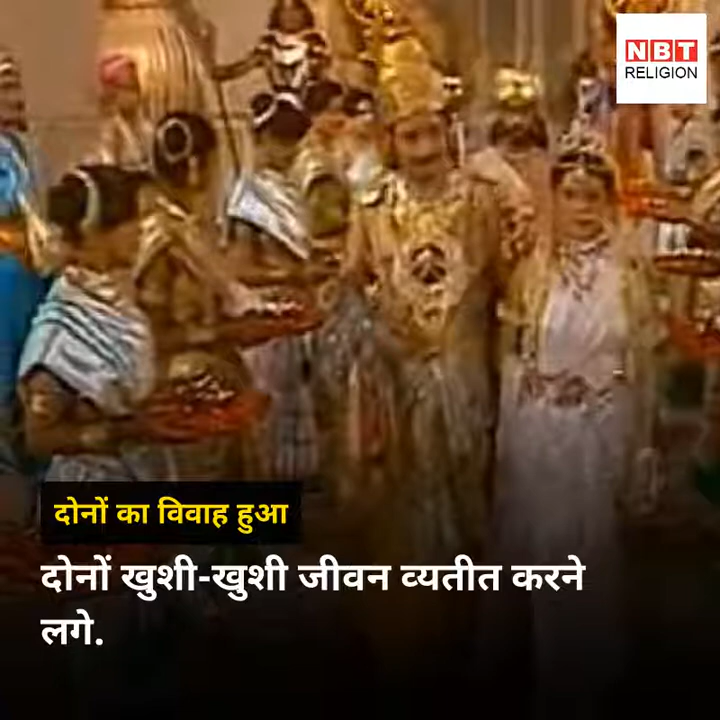 NBT
RELIGION
दोनों का विवाह हुआ
दोनों खुशी-खुशी जीवन व्यतीत करने
लगे.